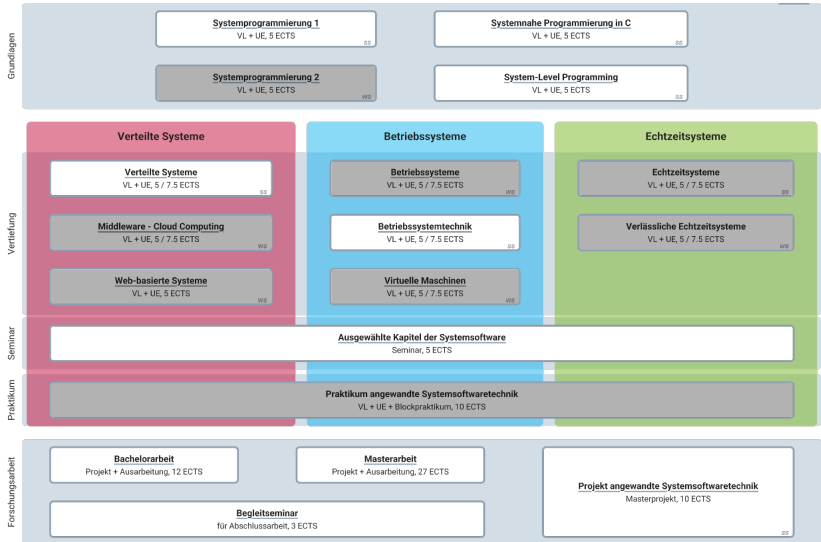 Grundlagen
Systemprogrammierung 1
VL + UE, 5 ECTS
SS
Systemnahe Programmierung in C
VL + UE, 5 ECTS
SS
Systemprogrammierung 2
VL + UE, 5 ECTS
WS
System-Level Programming
VL + UE, 5 ECTS
SS
Verteilte Systeme
Betriebssysteme
Echtzeitsysteme
Vertiefung
Verteilte Systeme
VL + UE, 5 / 7.5 ECTS
SS
Betriebssysteme
VL + UE, 5 / 7.5 ECTS
WS
Echtzeitsysteme
VL + UE, 5 / 7.5 ECTS
SS
Middleware - Cloud Computing
VL + UE, 5 / 7.5 ECTS
WS
Betriebssystemtechnik
VL + UE, 5 / 7.5 ECTS
SS
Verlässliche Echtzeitsysteme
VL + UE, 5 / 7.5 ECTS
WS
Web-basierte Systeme
VL + UE, 5 ECTS
WS
Virtuelle Maschinen
VL + UE, 5 / 7.5 ECTS
WS
Seminar
Ausgewählte Kapitel der Systemsoftware
Seminar, 5 ECTS
Praktikum
Praktikum angewandte Systemsoftwaretechnik
VL + UE + Blockpraktikum, 10 ECTS
Forschungsarbeit
Bachelorarbeit
Projekt + Ausarbeitung, 12 ECTS
Masterarbeit
Projekt + Ausarbeitung, 27 ECTS
Projekt angewandte Systemsoftwaretechnik
Masterprojekt, 10 ECTS
SS
Begleitseminar
für Abschlussarbeit, 3 ECTS